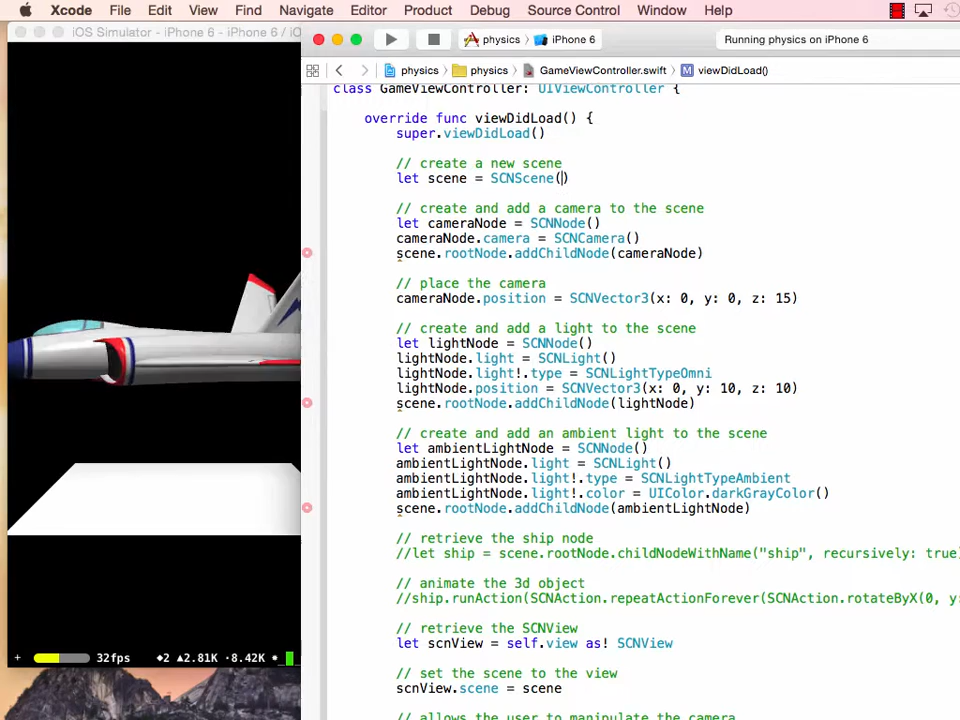 Xcode File Edit View Find Navigate Editor Product Debug Source Control Window Help
iOS Simulator - iPhone 6 - iPhone 6 / iO
physics iPhone 6
Running physics on iPhone 6
physics physics GameViewController.swift M viewDidLoad()
class GameViewController: UIViewController {
override func viewDidLoad() {
super.viewDidLoad()
// create a new scene
let scene = SCNScene()
// create and add a camera to the scene
let cameraNode = SCNNode()
cameraNode.camera = SCNCamera()
scene.rootNode.addChildNode(cameraNode)
// place the camera
cameraNode.position = SCNVector3(x: 0, y: 0, z: 15)
// create and add a light to the scene
let lightNode = SCNNode()
lightNode.light = SCNLight()
lightNode.light!.type = SCNLightTypeOmni
lightNode.position = SCNVector3(x: 0, y: 10, z: 10)
scene.rootNode.addChildNode(lightNode)
// create and add an ambient light to the scene
let ambientLightNode = SCNNode()
ambientLightNode.light = SCNLight()
ambientLightNode.light!.type = SCNLightTypeAmbient
ambientLightNode.light!.color = UIColor.darkGrayColor()
scene.rootNode.addChildNode(ambientLightNode)
// retrieve the ship node
//let ship = scene.rootNode.childNodeWithName("ship", recursively: true
// animate the 3d object
//ship.runAction(SCNAction.repeatActionForever(SCNAction.rotateByX(0, y:
// retrieve the SCNView
let scnView = self.view as! SCNView
// set the scene to the view
scnView.scene = scene
// allows the user to manipulate the camera
+ 32fps ◆2 ▲2.81K ·8.42K